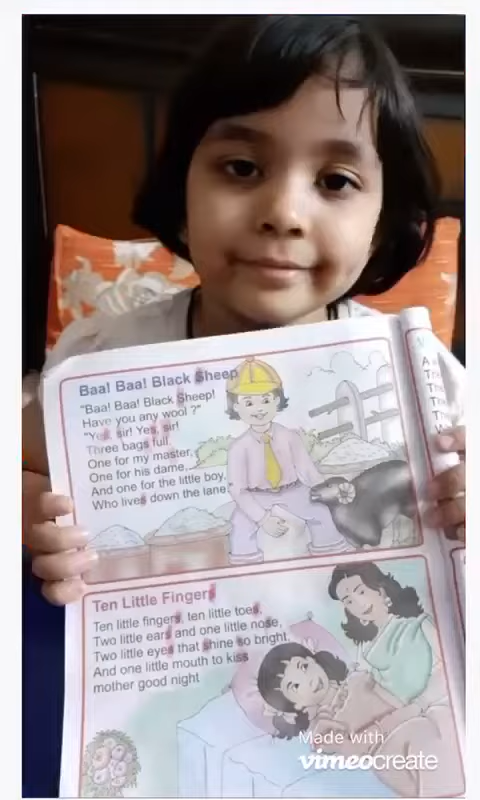 Baa! Baa! Black Sheep
"Baa! Baa! Black Sheep!
Have you any wool ?"
"Yes, sir! Yes, sir!
Three bags full.
One for my master,
One for his dame,
And one for the little boy,
Who lives down the lane."
Ten Little Fingers
Ten little fingers, ten little toes,
Two little ears and one little nose,
Two little eyes that shine so bright,
And one little mouth to kiss
mother good night
Made with
vimeocreate